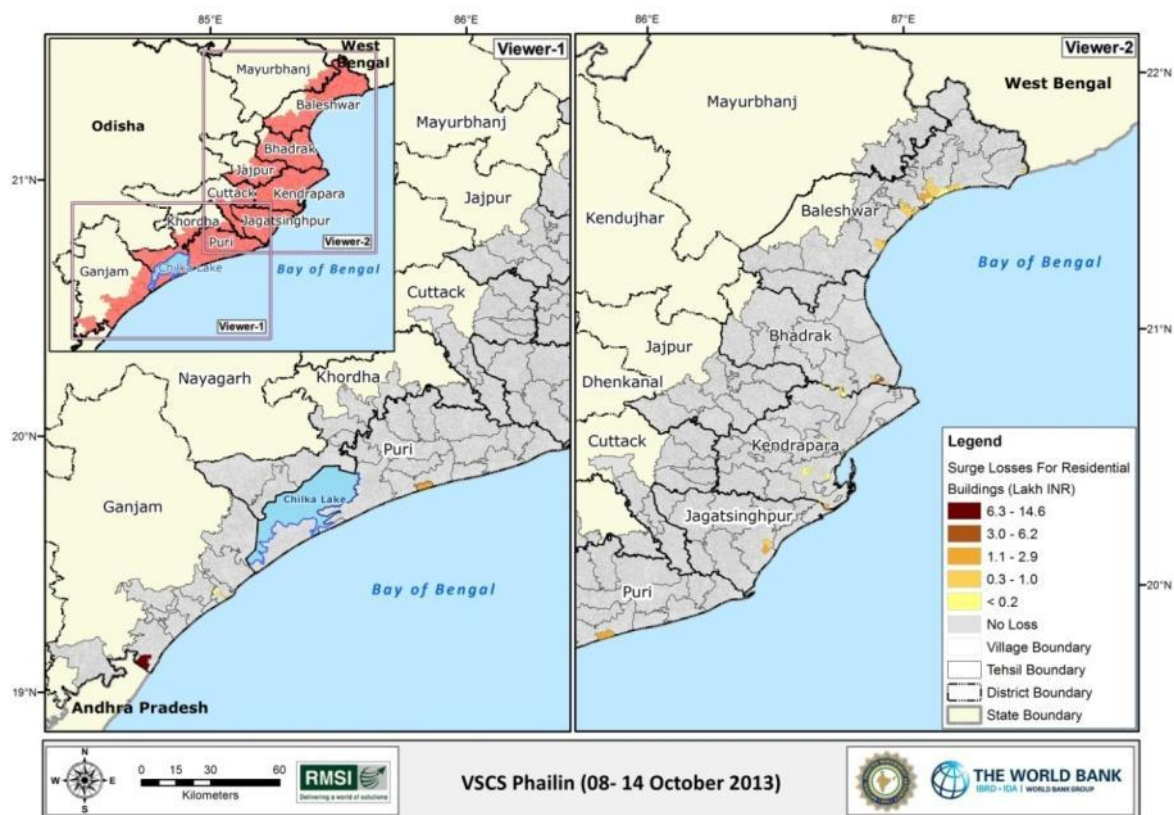 85°E
86°E
86°E
87°E
Viewer-1
West
Bengal
Mayurbhanj
Baleshwar
Odisha
Bhadrak
Jajpur
Cuttack
Kendrapara
Khordha
Jagatsinghpur
Puri
Viewer-2
Ganjam
Chilka Lake
Bay of Bengal
Viewer-1
Mayurbhanj
Jajpur
Cuttack
Nayagarh
Khordha
Puri
Ganjam
Chilka Lake
Bay of Bengal
Andhra Pradesh
21°N
20°N
19°N
Viewer-2
West Bengal
Mayurbhanj
Kendujhar
Baleshwar
Bay of Bengal
Bhadrak
Jajpur
Dhenkanal
Cuttack
Kendrapara
Jagatsinghpur
Puri
22°N
21°N
20°N
Legend
Surge Losses For Residential
Buildings (Lakh INR)
6.3 - 14.6
3.0 - 6.2
1.1 - 2.9
0.3 - 1.0
< 0.2
No Loss
Village Boundary
Tehsil Boundary
District Boundary
State Boundary
N
W E
S
0 15 30 60
Kilometers
RMSI
Delivering a world of solutions
VSCS Phailin (08- 14 October 2013)
THE WORLD BANK
IBRD • IDA | WORLD BANK GROUP